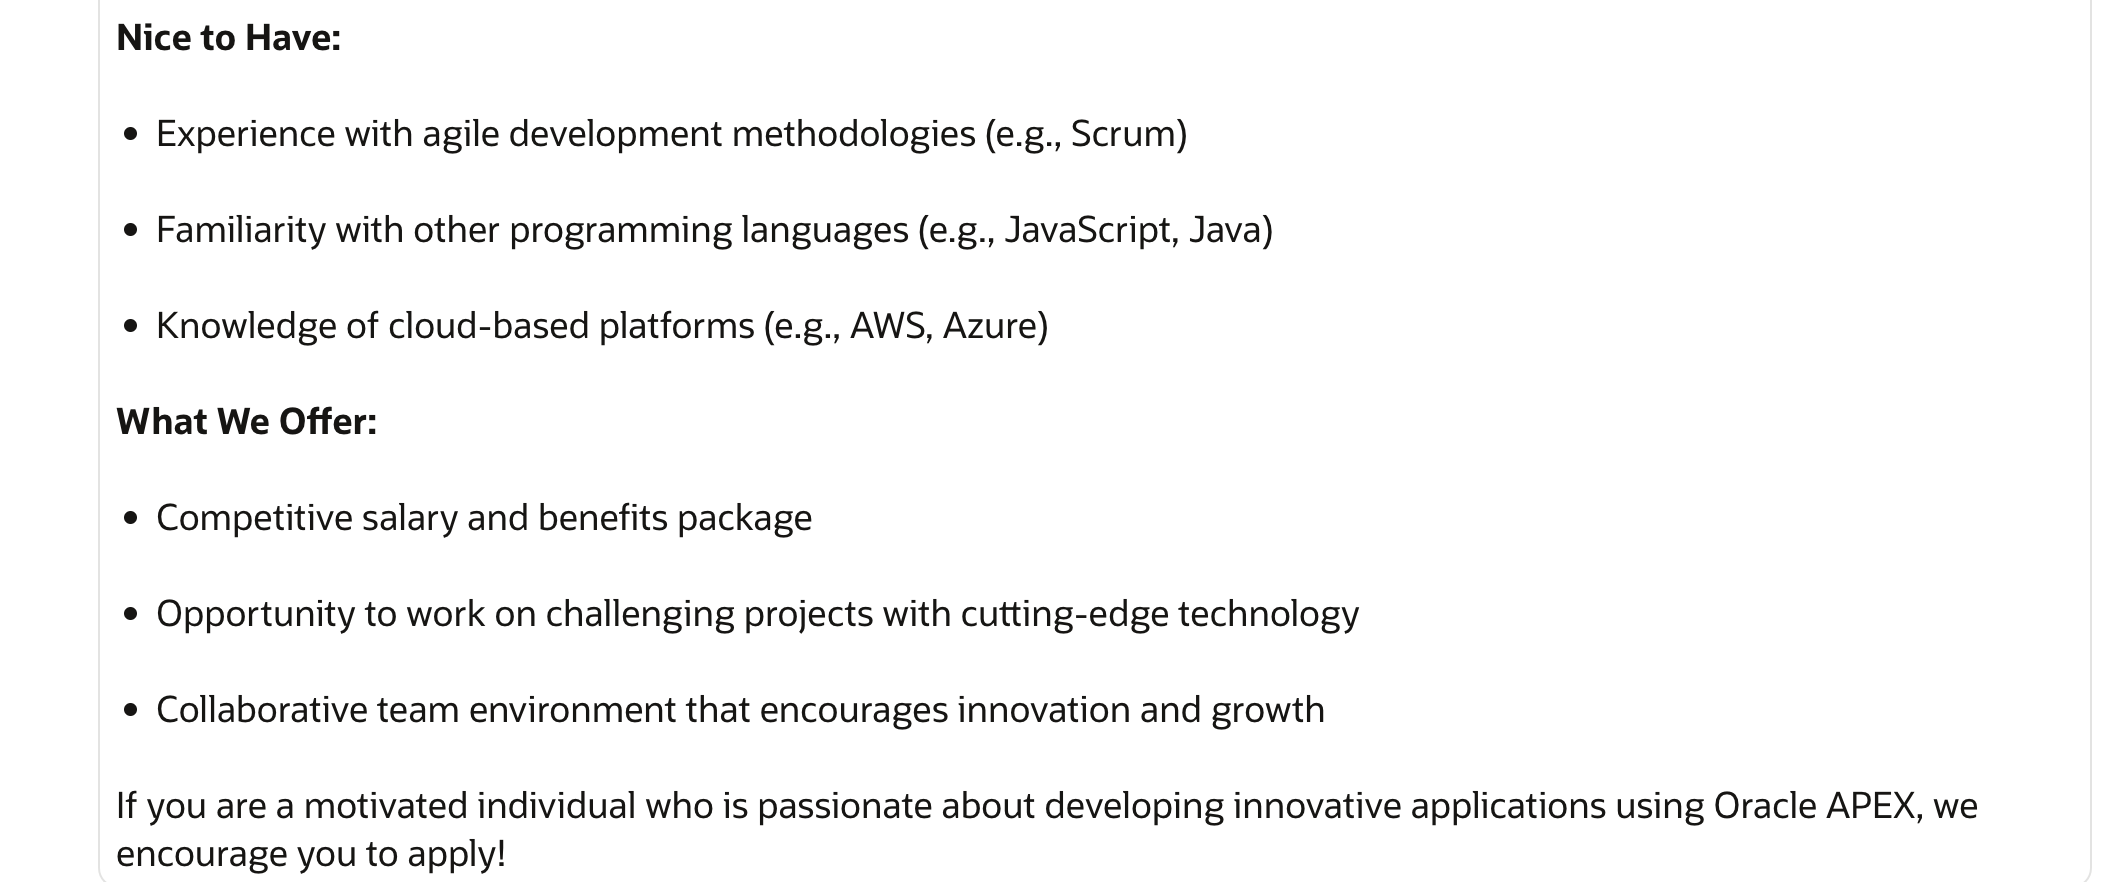 Nice to Have:
• Experience with agile development methodologies (e.g., Scrum)
• Familiarity with other programming languages (e.g., JavaScript, Java)
• Knowledge of cloud-based platforms (e.g., AWS, Azure)
What We Offer:
• Competitive salary and benefits package
• Opportunity to work on challenging projects with cutting-edge technology
• Collaborative team environment that encourages innovation and growth
If you are a motivated individual who is passionate about developing innovative applications using Oracle APEX, we
encourage you to apply!